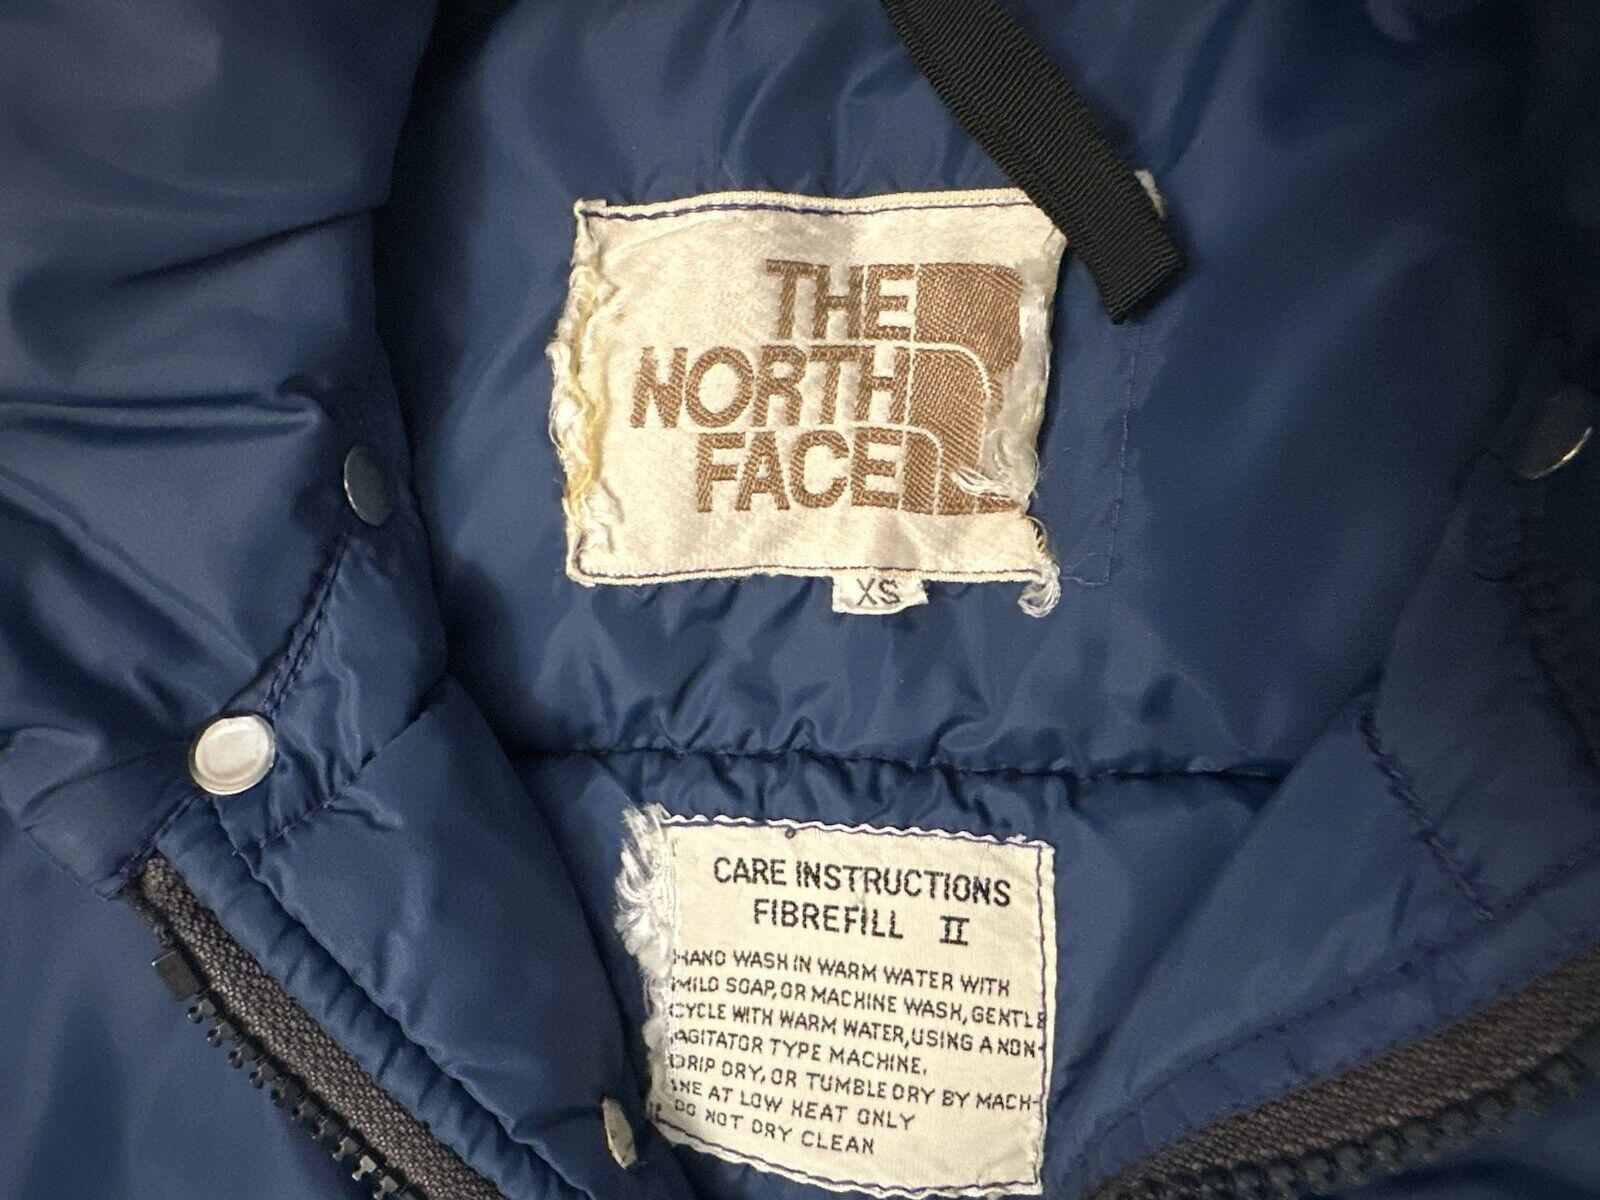 THE
NORTH
FACE
XS
CARE INSTRUCTIONS
FIBREFILL II
HAND WASH IN WARM WATER WITH
MILD SOAP, OR MACHINE WASH, GENTLE
CYCLE WITH WARM WATER, USING A NON-
AGITATOR TYPE MACHINE.
DRIP DRY, OR TUMBLE DRY BY MACH-
INE AT LOW HEAT ONLY
DO NOT DRY CLEAN